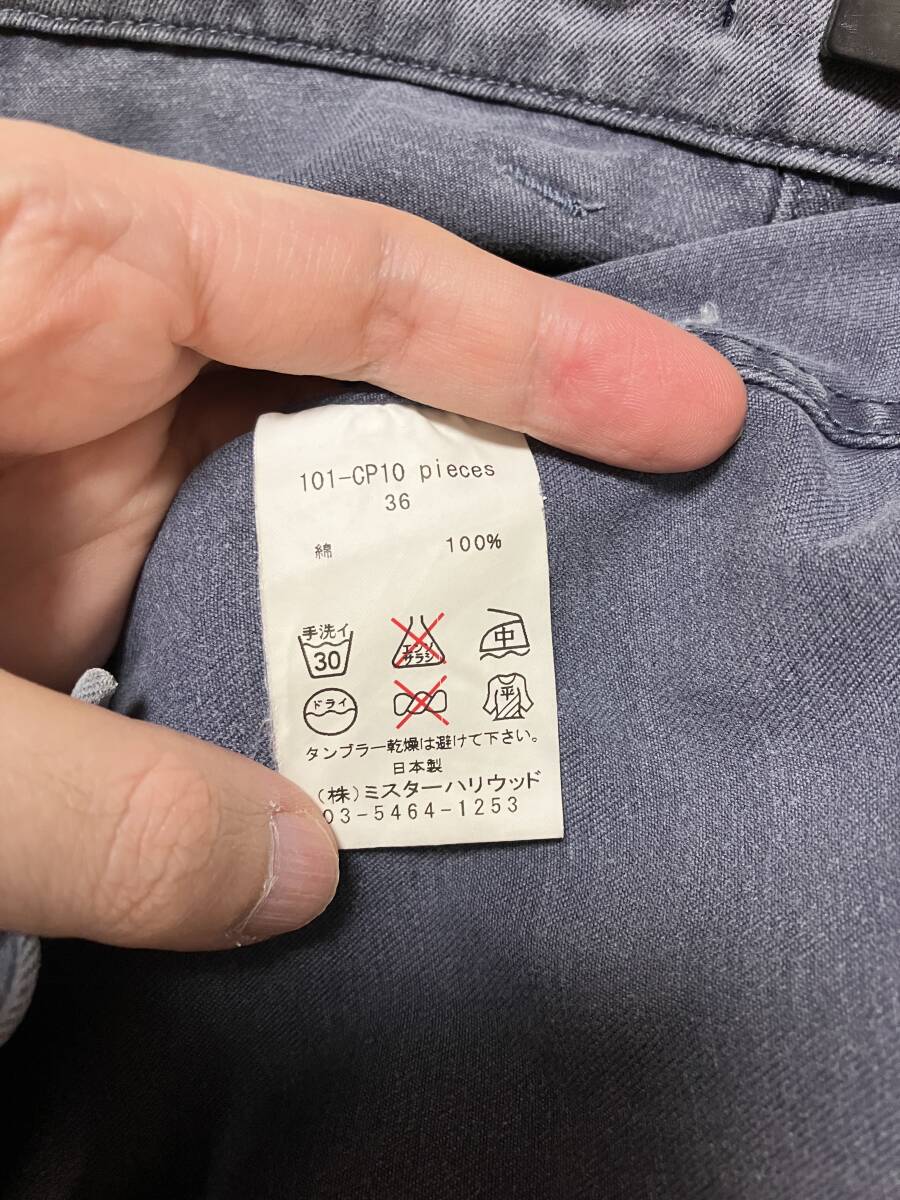 101-CP10 pieces
36
綿 100%
手洗イ
30
エンソ
サラシ
中
ドライ
平
タンブラー乾燥は避けて下さい。
日本製
(株)ミスターハリウッド
03-5464-1253